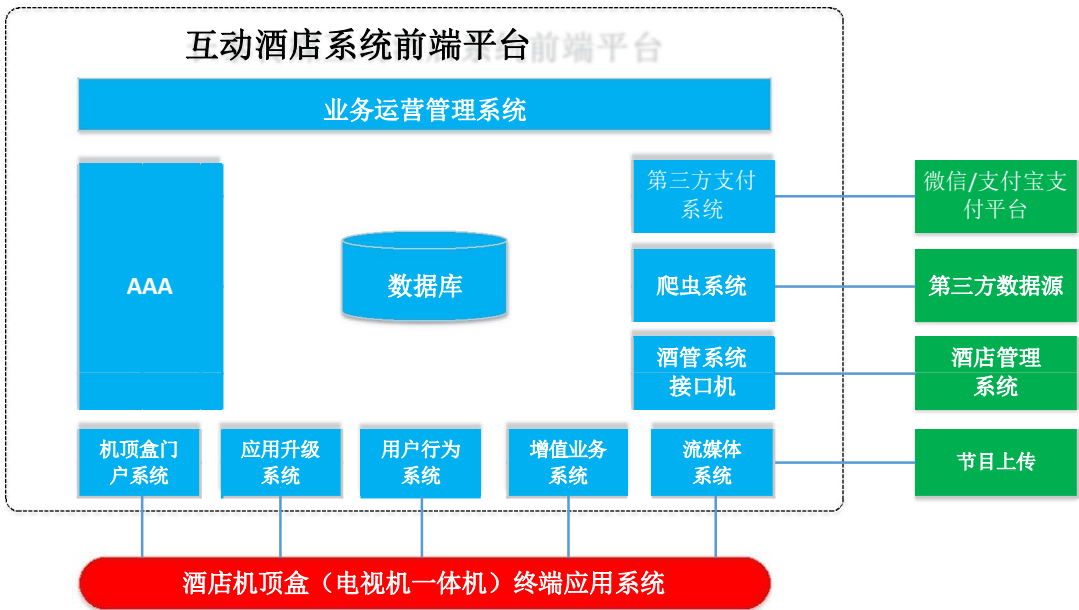 互动酒店系统前端平台
业务运营管理系统
AAA
数据库
第三方支付
系统
微信/支付宝支
付平台
爬虫系统
第三方数据源
酒管系统
接口机
酒店管理
系统
机顶盒门
户系统
应用升级
系统
用户行为
系统
增值业务
系统
流媒体
系统
节目上传
酒店机顶盒（电视机一体机）终端应用系统